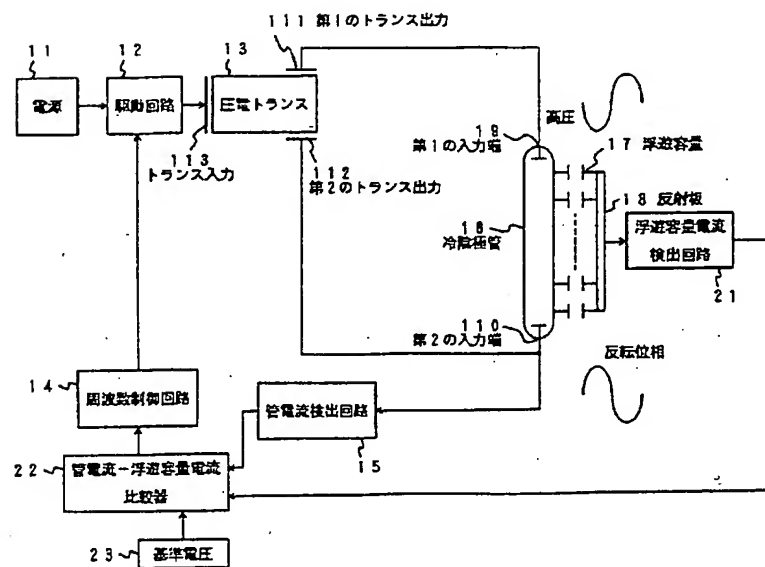 111 第1のトランス出力
11
12
13
電源
駆動回路
圧電トランス
113
トランス入力
112
第2のトランス出力
高圧
19
第1の入力端
17 浮遊容量
18 反射板
16
冷陰極管
浮遊容量電流
検出回路
21
110
第2の入力端
反転位相
14
周波数制御回路
管電流検出回路
15
22
管電流-浮遊容量電流
比較器
23
基準電圧